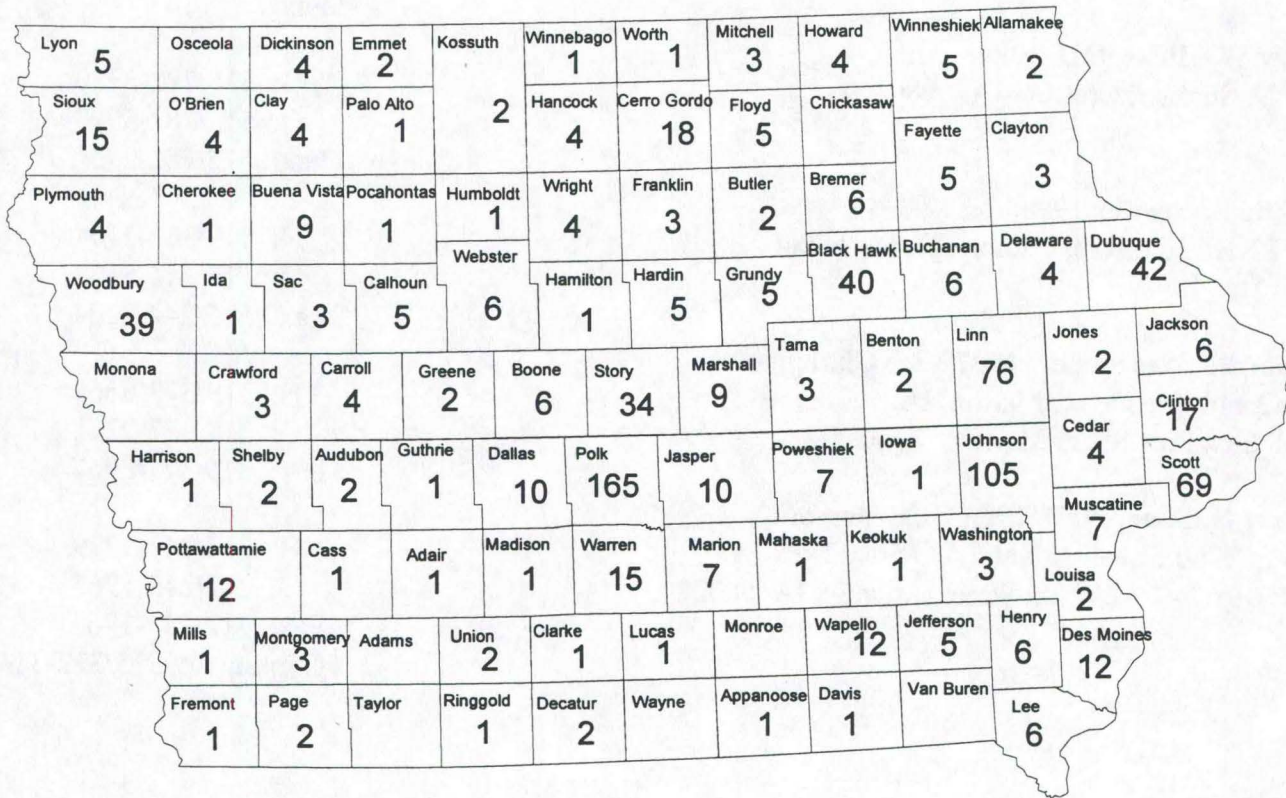 Lyon 5
Osceola
Dickinson 4
Emmet 2
Kossuth 2
Winnebago 1
Worth 1
Mitchell 3
Howard 4
Winneshiek 5
Allamakee 2
Sioux 15
O'Brien 4
Clay 4
Palo Alto 1
Hancock 4
Cerro Gordo 18
Floyd 5
Chickasaw
Fayette 5
Clayton 3
Plymouth 4
Cherokee 1
Buena Vista 9
Pocahontas 1
Humboldt 1
Wright 4
Franklin 3
Butler 2
Bremer 6
Woodbury 39
Ida 1
Sac 3
Calhoun 5
Webster 6
Hamilton 1
Hardin 5
Grundy 5
Black Hawk 40
Buchanan 6
Delaware 4
Dubuque 42
Monona
Crawford 3
Carroll 4
Greene 2
Boone 6
Story 34
Marshall 9
Tama 3
Benton 2
Linn 76
Jones 2
Jackson 6
Clinton 17
Harrison 1
Shelby 2
Audubon 2
Guthrie 1
Dallas 10
Polk 165
Jasper 10
Poweshiek 7
Iowa 1
Johnson 105
Cedar 4
Scott 69
Muscatine 7
Pottawattamie 12
Cass 1
Adair 1
Madison 1
Warren 15
Marion 7
Mahaska 1
Keokuk 1
Washington 3
Louisa 2
Mills 1
Montgomery 3
Adams
Union 2
Clarke 1
Lucas 1
Monroe
Wapello 12
Jefferson 5
Henry 6
Des Moines 12
Fremont 1
Page 2
Taylor
Ringgold 1
Decatur 2
Wayne
Appanoose 1
Davis 1
Van Buren
Lee 6